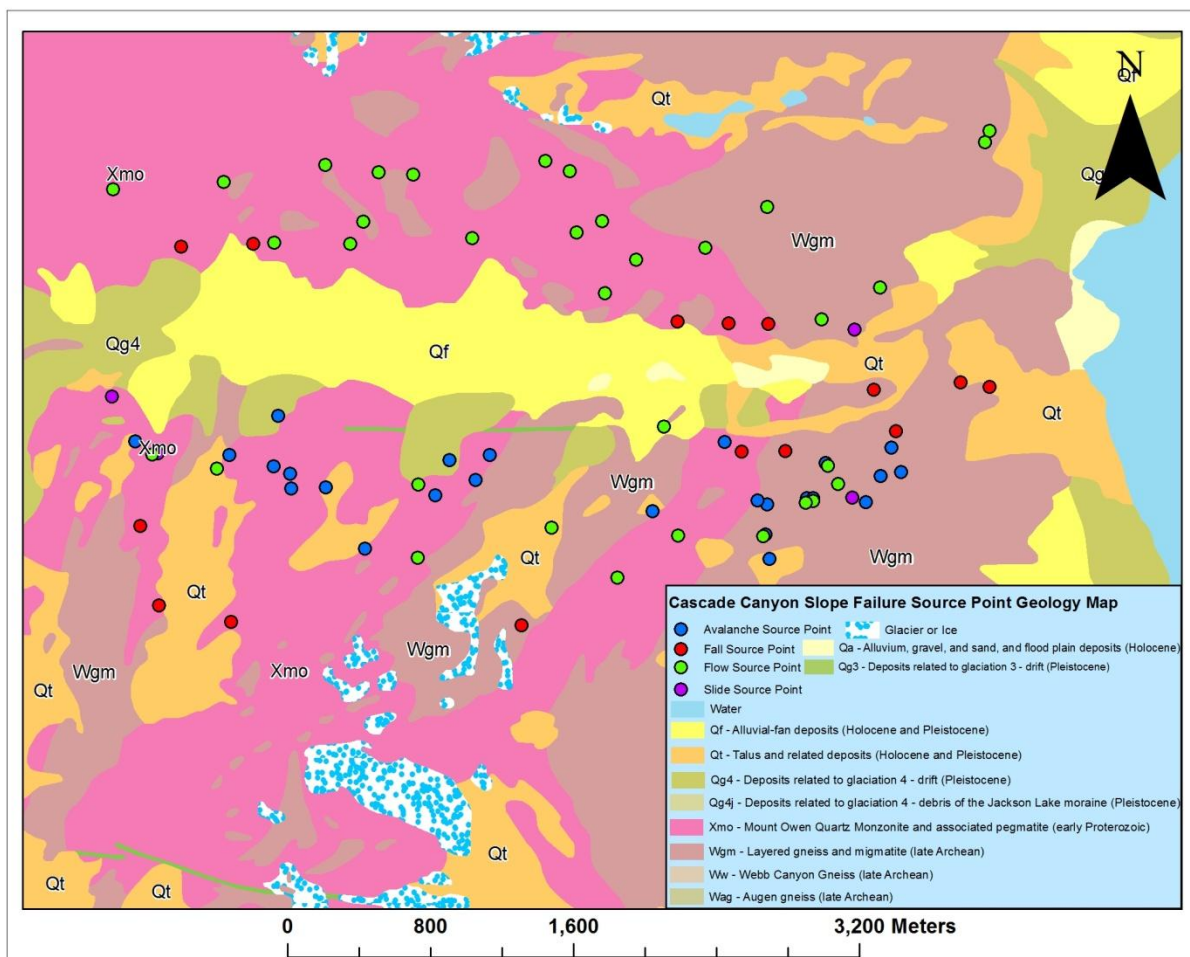 N
Qf
Qt
Qg
Xmo
Wgm
Qg4
Qf
Qt
Qt
Xmo
Wgm
Qt
Qt
Wgm
Wgm
Xmo
Wgm
Qt
Qt
Qt
Qt
Cascade Canyon Slope Failure Source Point Geology Map
Avalanche Source Point
Glacier or Ice
Fall Source Point
Qa - Alluvium, gravel, and sand, and flood plain deposits (Holocene)
Flow Source Point
Qg3 - Deposits related to glaciation 3 - drift (Pleistocene)
Slide Source Point
Water
Qf - Alluvial-fan deposits (Holocene and Pleistocene)
Qt - Talus and related deposits (Holocene and Pleistocene)
Qg4 - Deposits related to glaciation 4 - drift (Pleistocene)
Qg4j - Deposits related to glaciation 4 - debris of the Jackson Lake moraine (Pleistocene)
Xmo - Mount Owen Quartz Monzonite and associated pegmatite (early Proterozoic)
Wgm - Layered gneiss and migmatite (late Archean)
Ww - Webb Canyon Gneiss (late Archean)
Wag - Augen gneiss (late Archean)
0 800 1,600 3,200 Meters